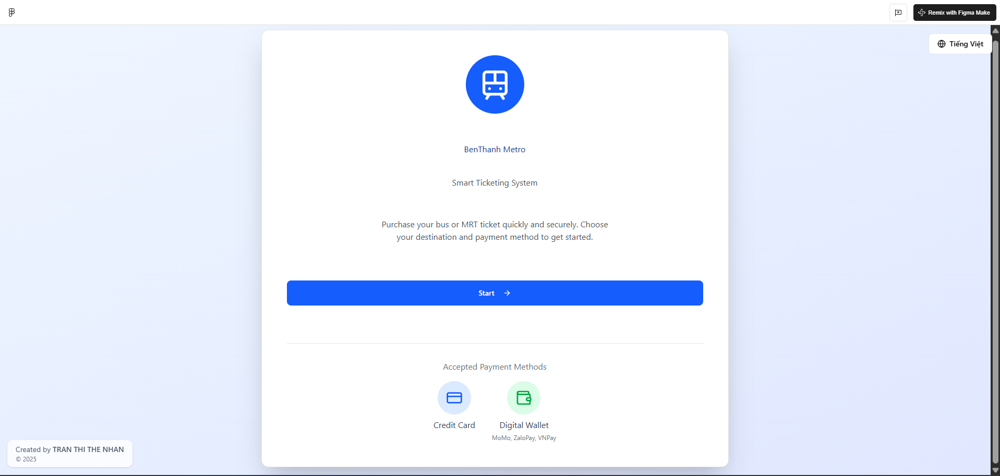 Remix with Figma Make
Tiếng Việt
BenThanh Metro
Smart Ticketing System
Purchase your bus or MRT ticket quickly and securely. Choose
your destination and payment method to get started.
Start
Accepted Payment Methods
Credit Card
Digital Wallet
MoMo, ZaloPay, VNPay
Created by TRAN THI THE NHAN
© 2025